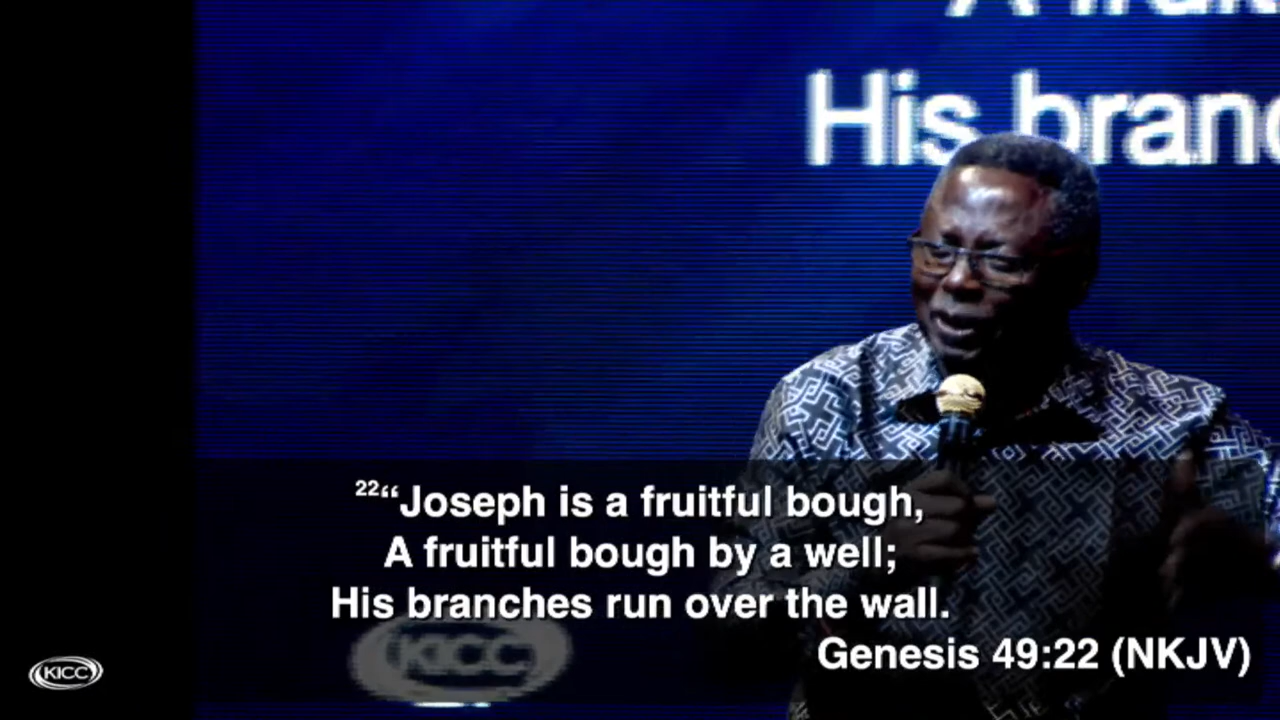 His branc
²²“Joseph is a fruitful bough,
A fruitful bough by a well;
His branches run over the wall.
Genesis 49:22 (NKJV)
KICC
KICC